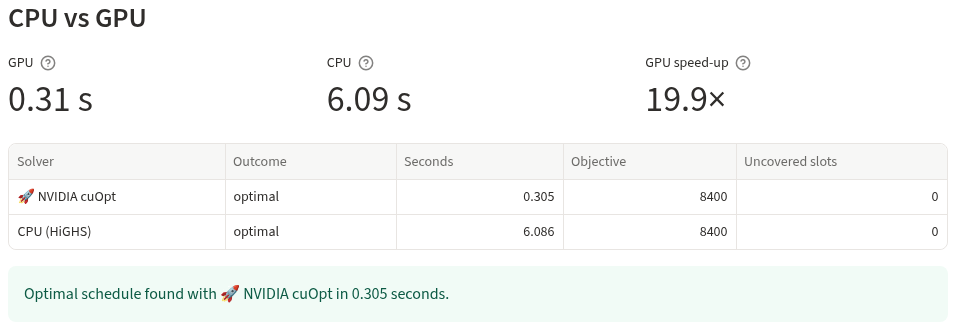 CPU vs GPU
GPU CPU GPU speed-up
0.31 s 6.09 s 19.9×
Solver Outcome Seconds Objective Uncovered slots
🚀 NVIDIA cuOpt optimal 0.305 8400 0
CPU (HiGHS) optimal 6.086 8400 0
Optimal schedule found with 🚀 NVIDIA cuOpt in 0.305 seconds.